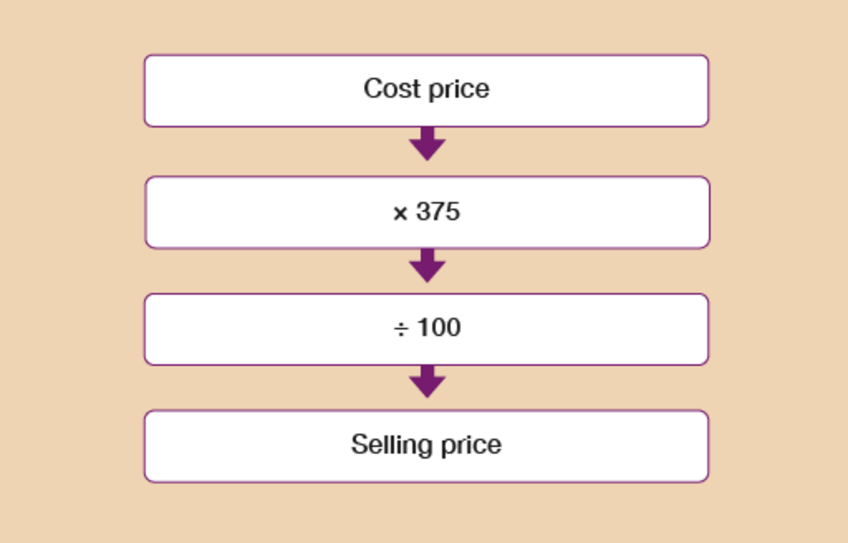 Cost price
× 375
÷ 100
Selling price